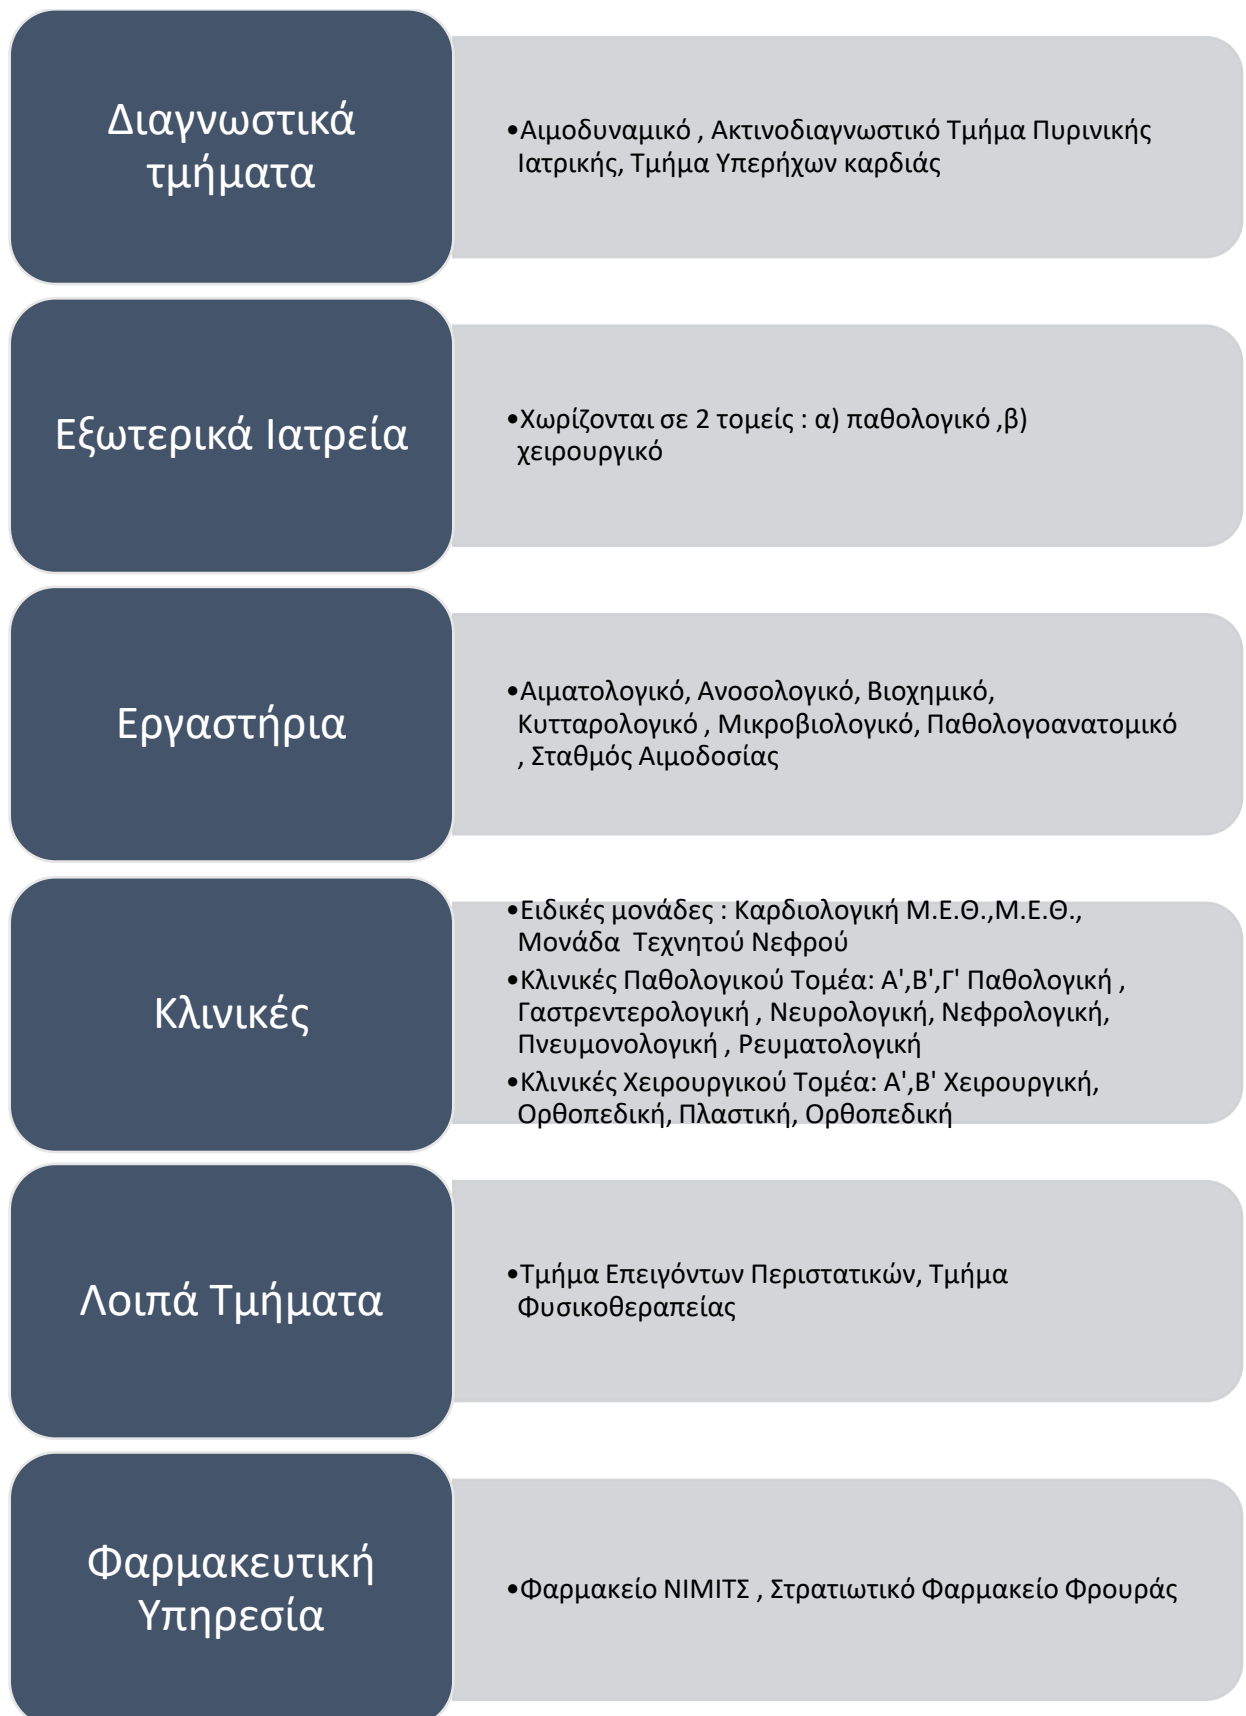 Διαγνωστικά
τμήματα
•Αιμοδυναμικό , Ακτινοδιαγνωστικό Τμήμα Πυρινικής
Ιατρικής, Τμήμα Υπερήχων καρδιάς
Εξωτερικά Ιατρεία
•Χωρίζονται σε 2 τομείς : α) παθολογικό ,β)
χειρουργικό
Εργαστήρια
•Αιματολογικό, Ανοσολογικό, Βιοχημικό,
Κυτταρολογικό , Μικροβιολογικό, Παθολογοανατομικό
, Σταθμός Αιμοδοσίας
Κλινικές
•Ειδικές μονάδες : Καρδιολογική Μ.Ε.Θ.,Μ.Ε.Θ.,
Μονάδα Τεχνητού Νεφρού
•Κλινικές Παθολογικού Τομέα: Α',Β',Γ' Παθολογική ,
Γαστρεντερολογική , Νευρολογική, Νεφρολογική,
Πνευμονολογική , Ρευματολογική
•Κλινικές Χειρουργικού Τομέα: Α',Β' Χειρουργική,
Ορθοπεδική, Πλαστική, Ορθοπεδική
Λοιπά Τμήματα
•Τμήμα Επειγόντων Περιστατικών, Τμήμα
Φυσικοθεραπείας
Φαρμακευτική
Υπηρεσία
•Φαρμακείο ΝΙΜΙΤΣ , Στρατιωτικό Φαρμακείο Φρουράς